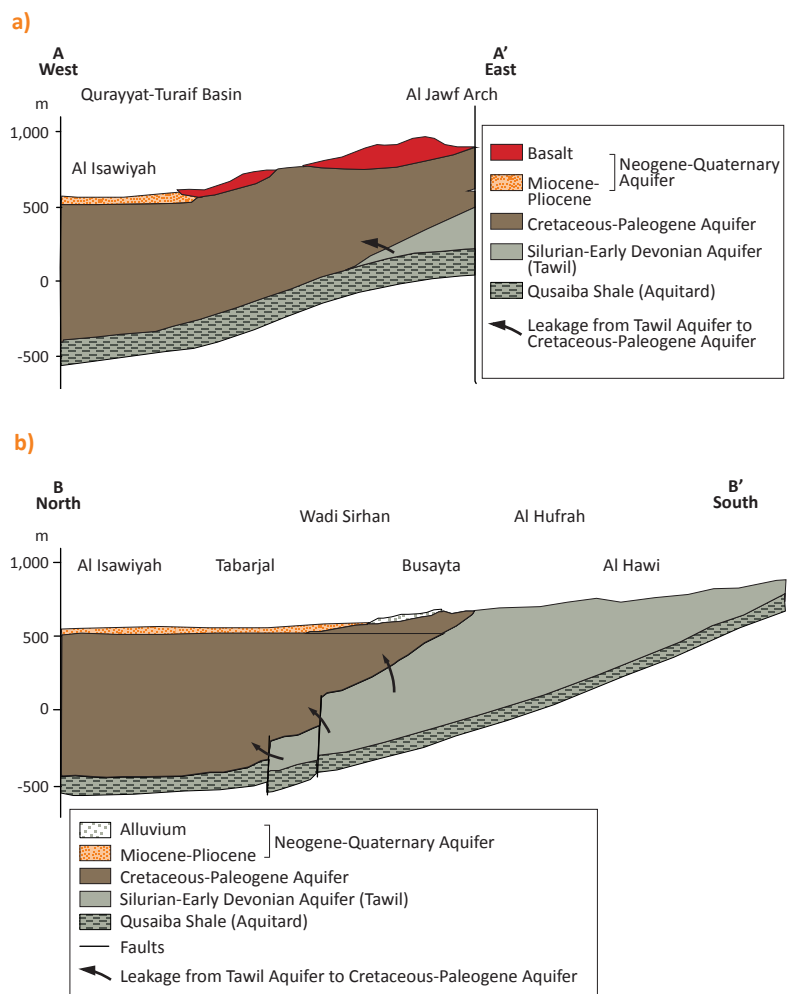 a)
A
West
A'
East
Qurayyat-Turaif Basin
Al Jawf Arch
m
1,000
Al Isawiyah
500
0
-500
Basalt
Neogene-Quaternary
Aquifer
Miocene-
Pliocene
Cretaceous-Paleogene Aquifer
Silurian-Early Devonian Aquifer
(Tawil)
Qusaiba Shale (Aquitard)
Leakage from Tawil Aquifer to
Cretaceous-Paleogene Aquifer
b)
B
North
B'
South
Wadi Sirhan
Al Hufrah
m
1,000
Al Isawiyah
Tabarjal
Busayta
Al Hawi
500
0
-500
Alluvium
Neogene-Quaternary Aquifer
Miocene-Pliocene
Cretaceous-Paleogene Aquifer
Silurian-Early Devonian Aquifer (Tawil)
Qusaiba Shale (Aquitard)
Faults
Leakage from Tawil Aquifer to Cretaceous-Paleogene Aquifer